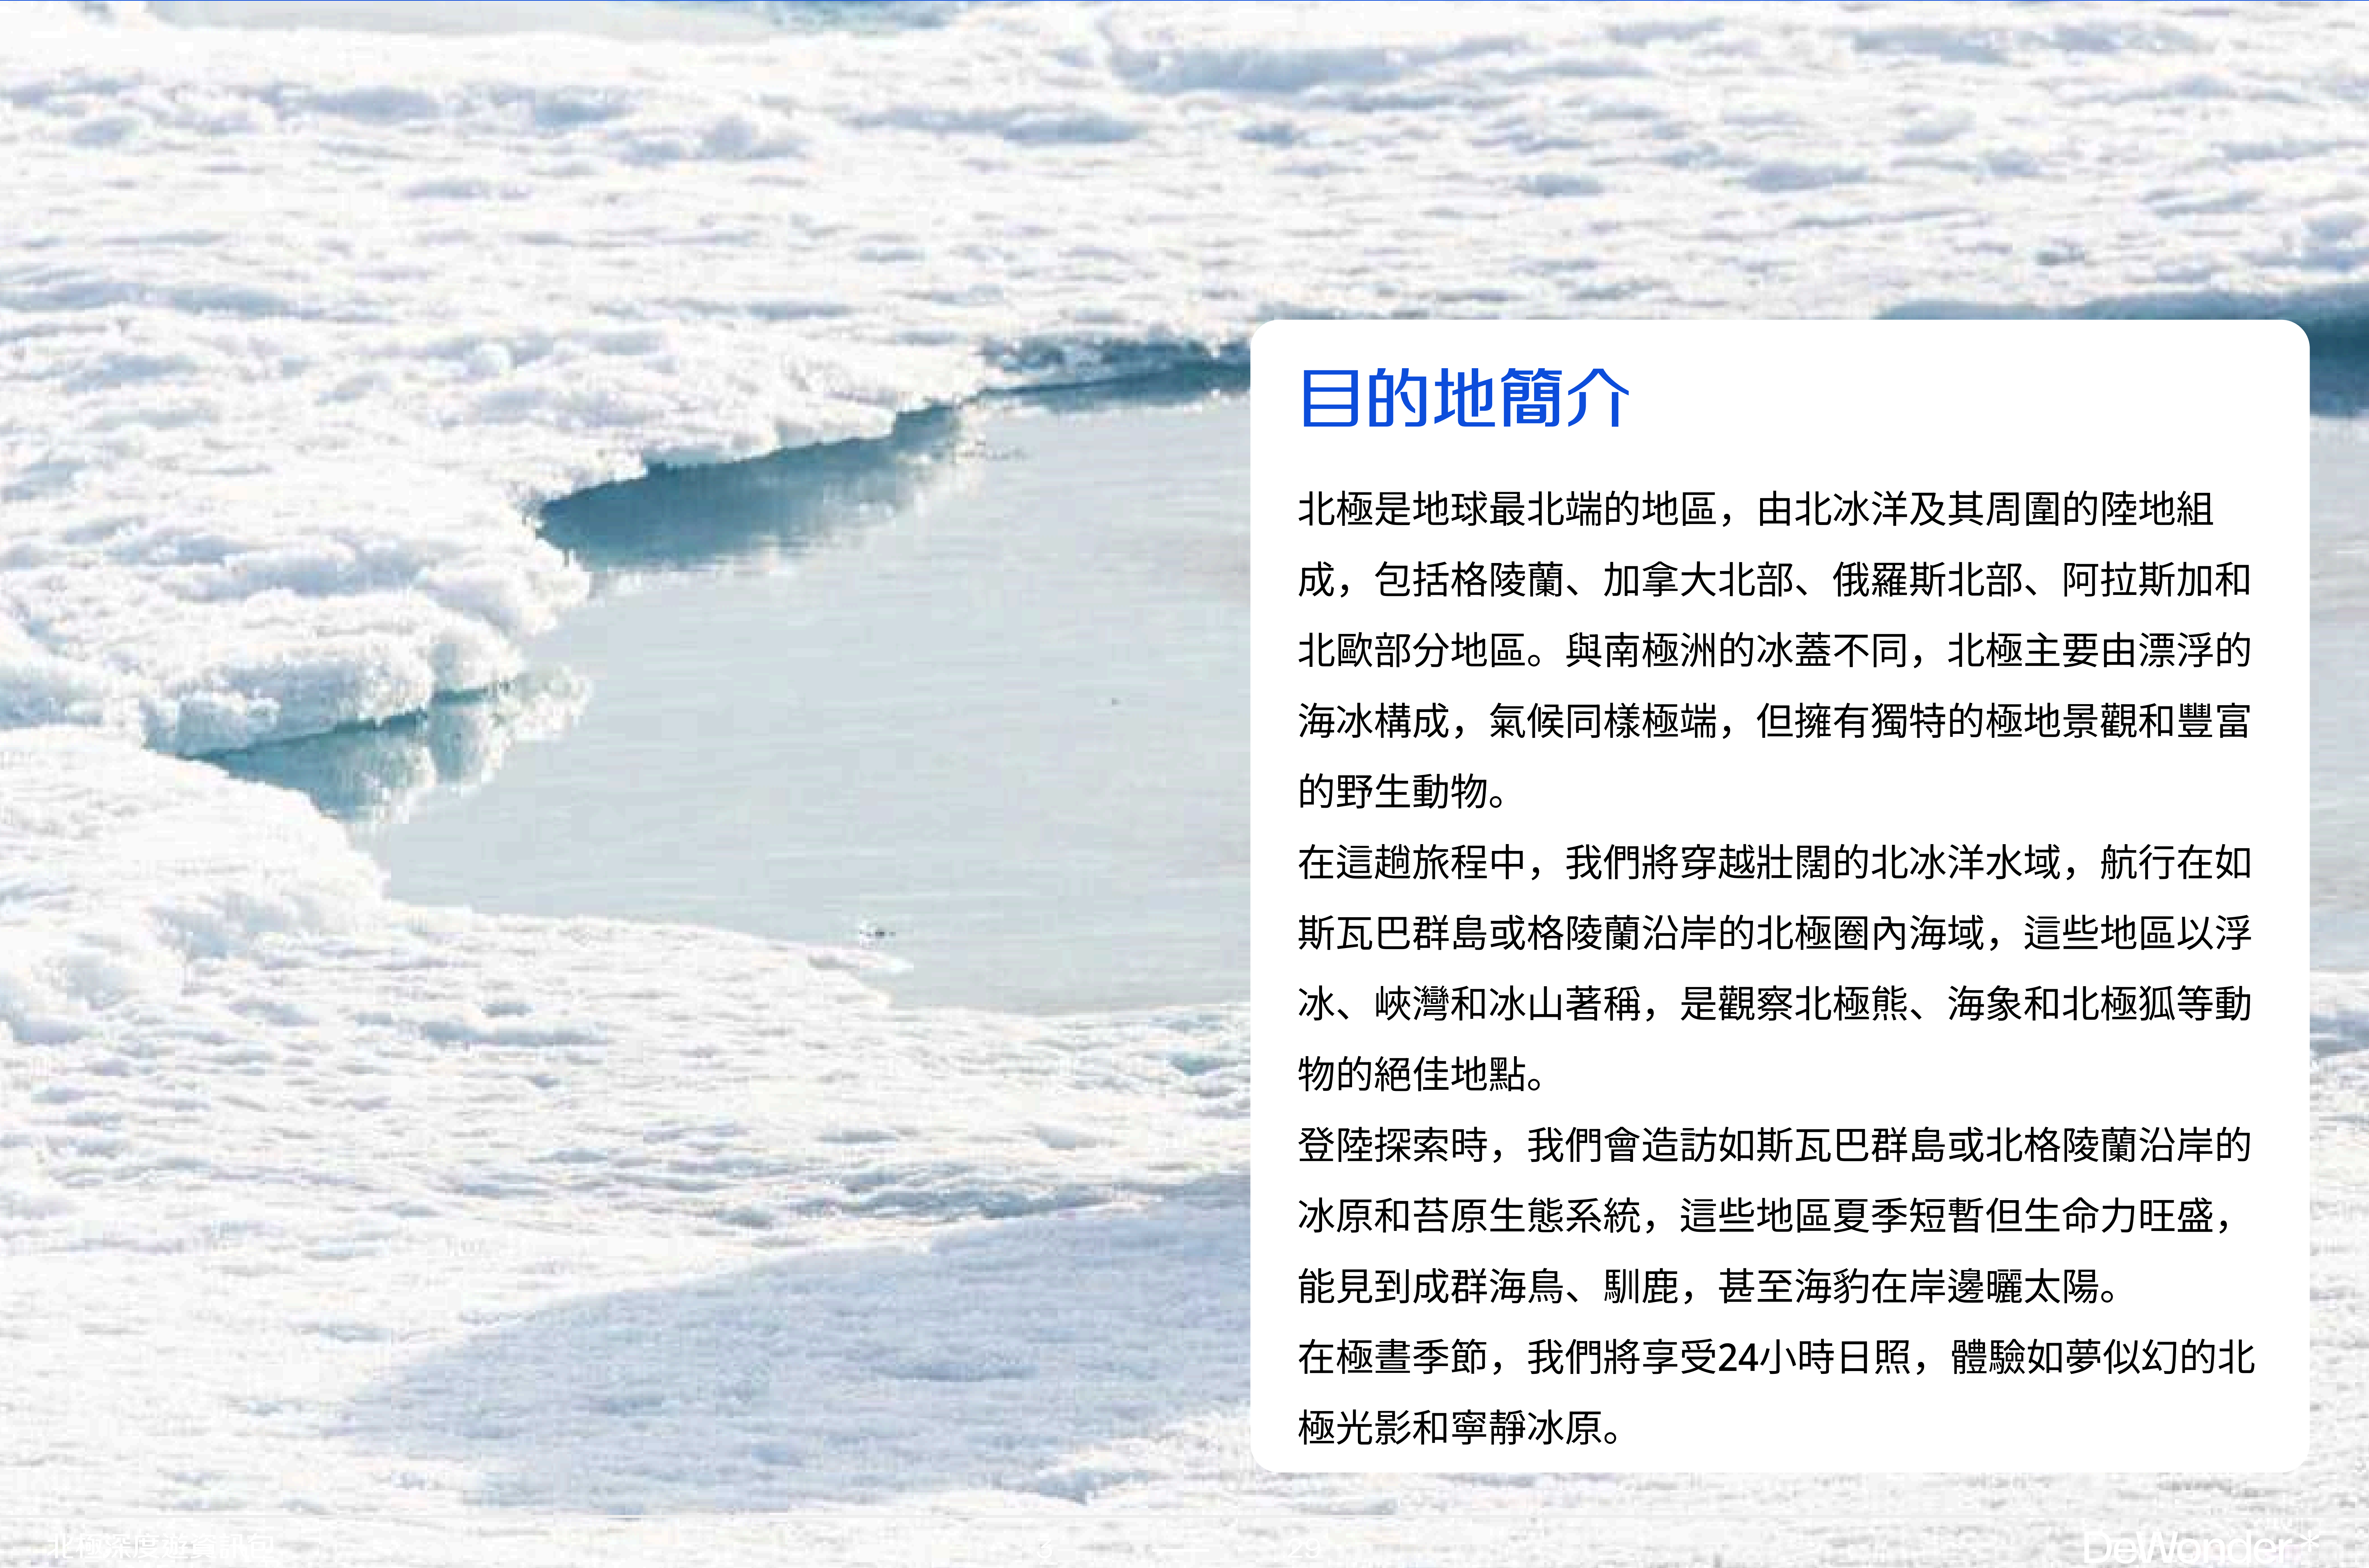 目的地簡介
北極是地球最北端的地區，由北冰洋及其周圍的陸地組
成，包括格陵蘭、加拿大北部、俄羅斯北部、阿拉斯加和
北歐部分地區。與南極洲的冰蓋不同，北極主要由漂浮的
海冰構成，氣候同樣極端，但擁有獨特的極地景觀和豐富
的野生動物。
在這趟旅程中，我們將穿越壯闊的北冰洋水域，航行在如
斯瓦巴群島或格陵蘭沿岸的北極圈內海域，這些地區以浮
冰、峽灣和冰山著稱，是觀察北極熊、海象和北極狐等動
物的絕佳地點。
登陸探索時，我們會造訪如斯瓦巴群島或北格陵蘭沿岸的
冰原和苔原生態系統，這些地區夏季短暫但生命力旺盛，
能見到成群海鳥、馴鹿，甚至海豹在岸邊曬太陽。
在極晝季節，我們將享受24小時日照，體驗如夢似幻的北
極光影和寧靜冰原。
北極深度遊資訊包
29
DeWonder*